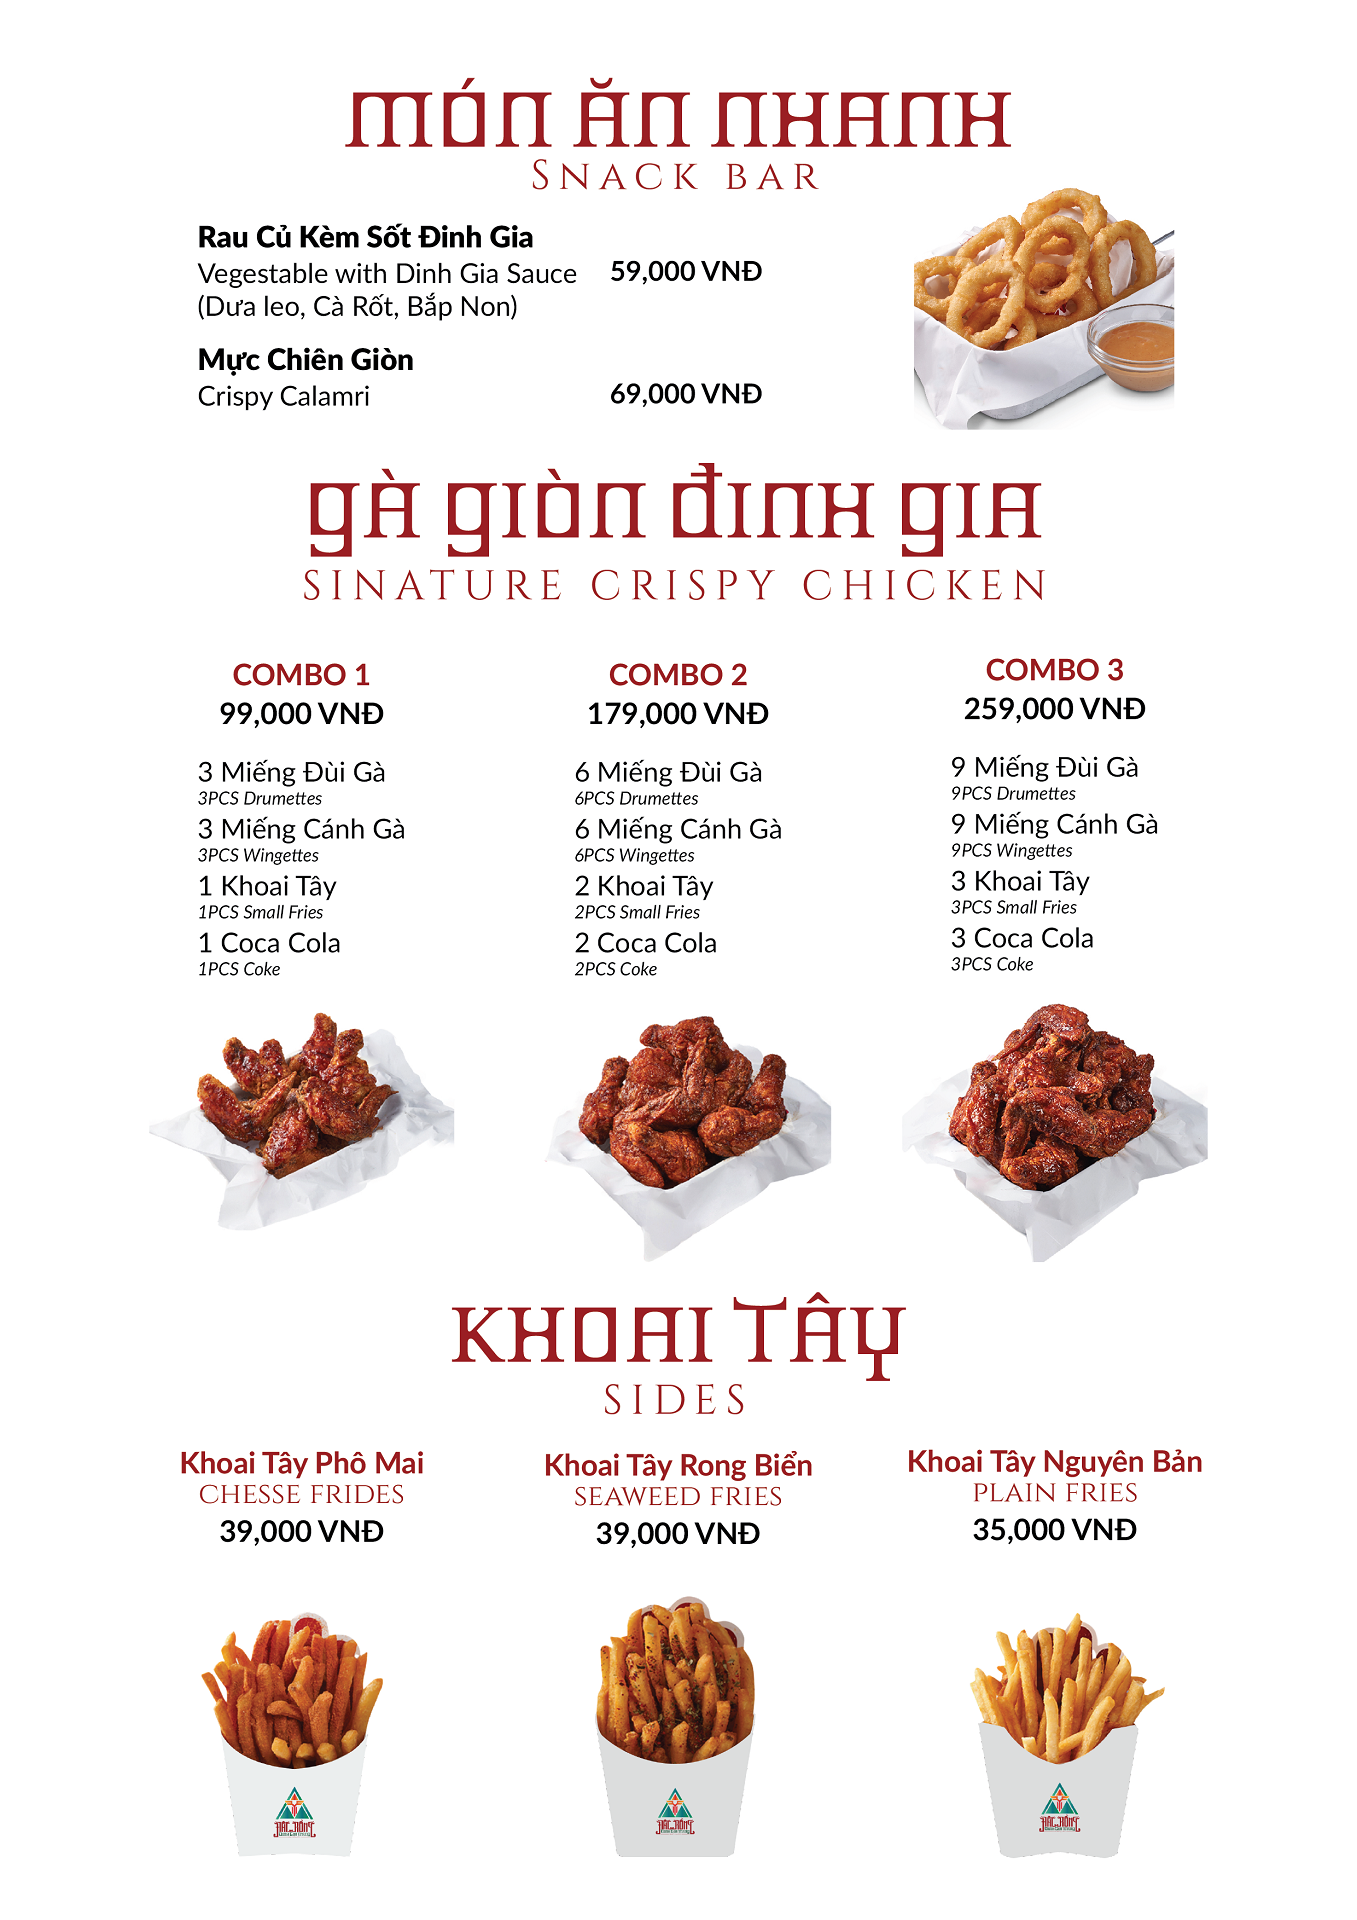 MÓN ĂN NHANH
SNACK BAR
Rau Củ Kèm Sốt Đinh Gia
Vegestable with Dinh Gia Sauce 59,000 VNĐ
(Dưa leo, Cà Rốt, Bắp Non)
Mực Chiên Giòn
Crispy Calamri 69,000 VNĐ
GÀ GIÒN ĐINH GIA
SINATURE CRISPY CHICKEN
COMBO 1
99,000 VNĐ
3 Miếng Đùi Gà
3PCS Drumettes
3 Miếng Cánh Gà
3PCS Wingettes
1 Khoai Tây
1PCS Small Fries
1 Coca Cola
1PCS Coke
COMBO 2
179,000 VNĐ
6 Miếng Đùi Gà
6PCS Drumettes
6 Miếng Cánh Gà
6PCS Wingettes
2 Khoai Tây
2PCS Small Fries
2 Coca Cola
2PCS Coke
COMBO 3
259,000 VNĐ
9 Miếng Đùi Gà
9PCS Drumettes
9 Miếng Cánh Gà
9PCS Wingettes
3 Khoai Tây
3PCS Small Fries
3 Coca Cola
3PCS Coke
KHOAI TÂY
SIDES
Khoai Tây Phô Mai
CHESSE FRIDES
39,000 VNĐ
Khoai Tây Rong Biển
SEAWEED FRIES
39,000 VNĐ
Khoai Tây Nguyên Bản
PLAIN FRIES
35,000 VNĐ